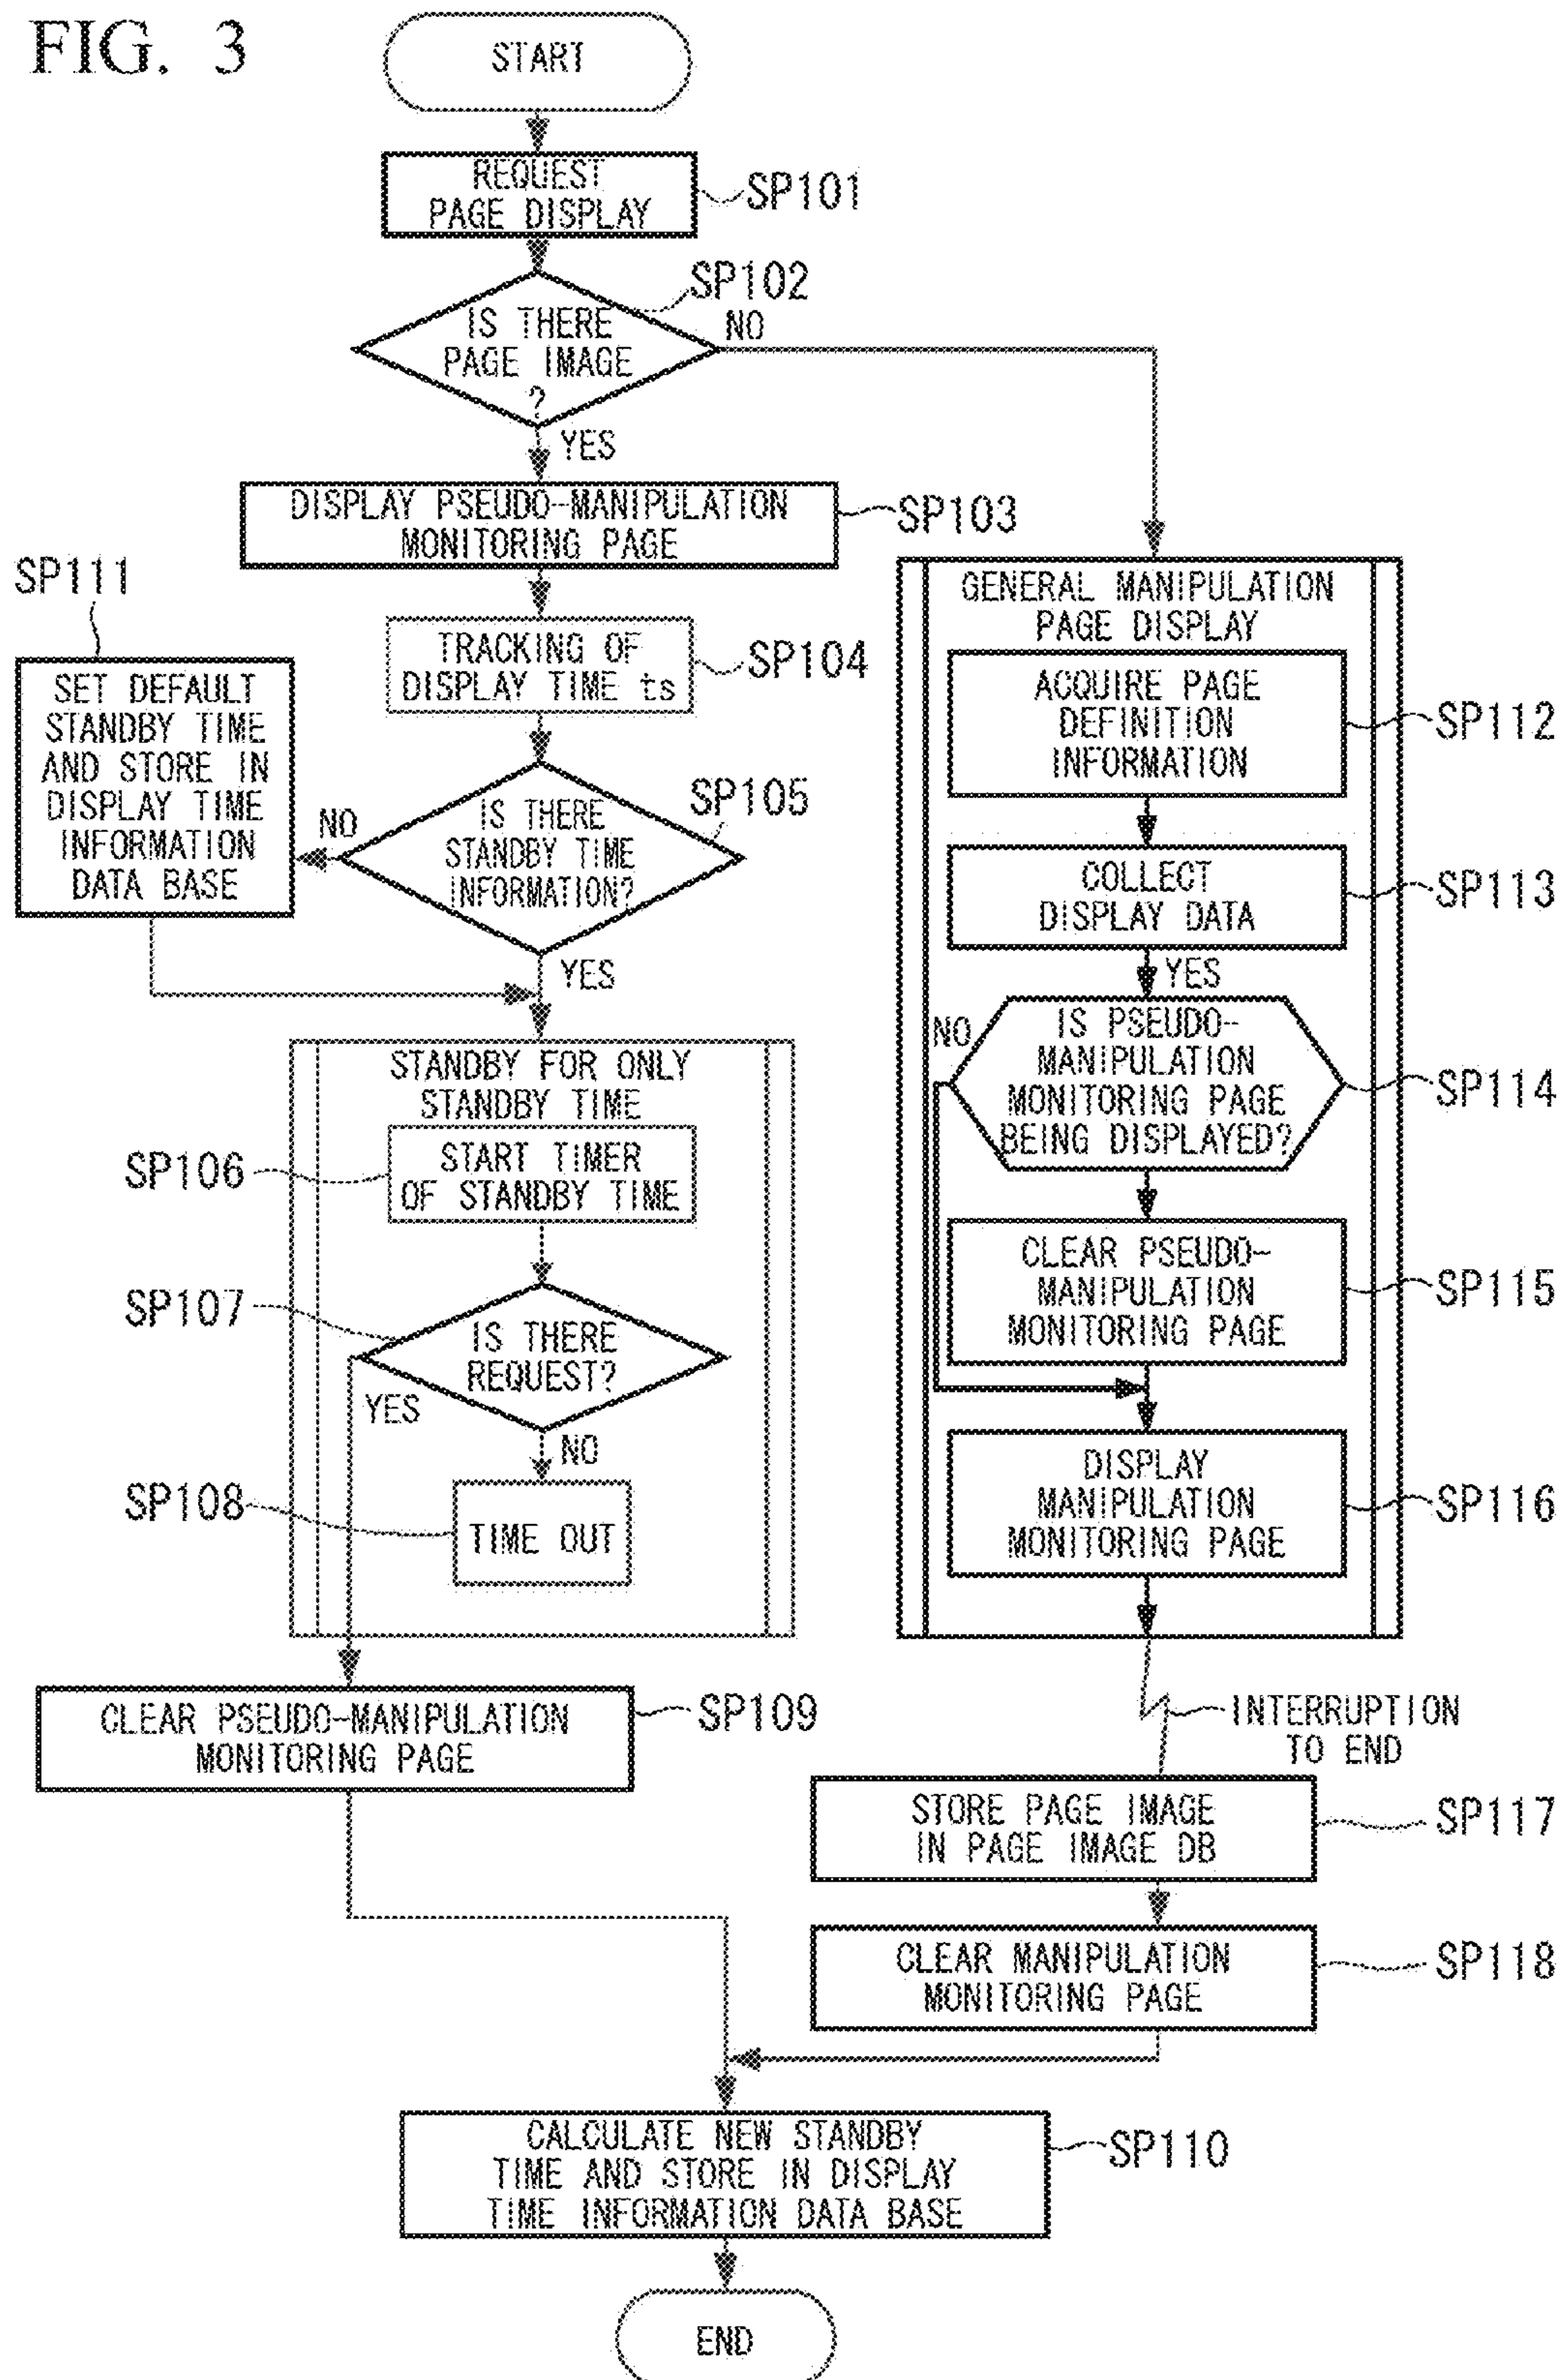 FIG. 3
START
REQUEST
PAGE DISPLAY
SP101
SP102
IS THERE
PAGE IMAGE
?
NO
YES
DISPLAY PSEUDO-MANIPULATION
MONITORING PAGE
SP103
SP111
SET DEFAULT
STANDBY TIME
AND STORE IN
DISPLAY TIME
INFORMATION
DATA BASE
TRACKING OF
DISPLAY TIME ts
SP104
SP105
IS THERE
STANDBY TIME
INFORMATION?
NO
YES
STANDBY FOR ONLY
STANDBY TIME
SP106
START TIMER
OF STANDBY TIME
SP107
IS THERE
REQUEST?
YES
NO
SP108
TIME OUT
CLEAR PSEUDO-MANIPULATION
MONITORING PAGE
SP109
GENERAL MANIPULATION
PAGE DISPLAY
ACQUIRE PAGE
DEFINITION
INFORMATION
SP112
COLLECT
DISPLAY DATA
SP113
YES
NO
IS PSEUDO-
MANIPULATION
MONITORING PAGE
BEING DISPLAYED?
SP114
CLEAR PSEUDO-
MANIPULATION
MONITORING PAGE
SP115
DISPLAY
MANIPULATION
MONITORING PAGE
SP116
INTERRUPTION
TO END
STORE PAGE IMAGE
IN PAGE IMAGE DB
SP117
CLEAR MANIPULATION
MONITORING PAGE
SP118
CALCULATE NEW STANDBY
TIME AND STORE IN DISPLAY
TIME INFORMATION DATA BASE
SP110
END